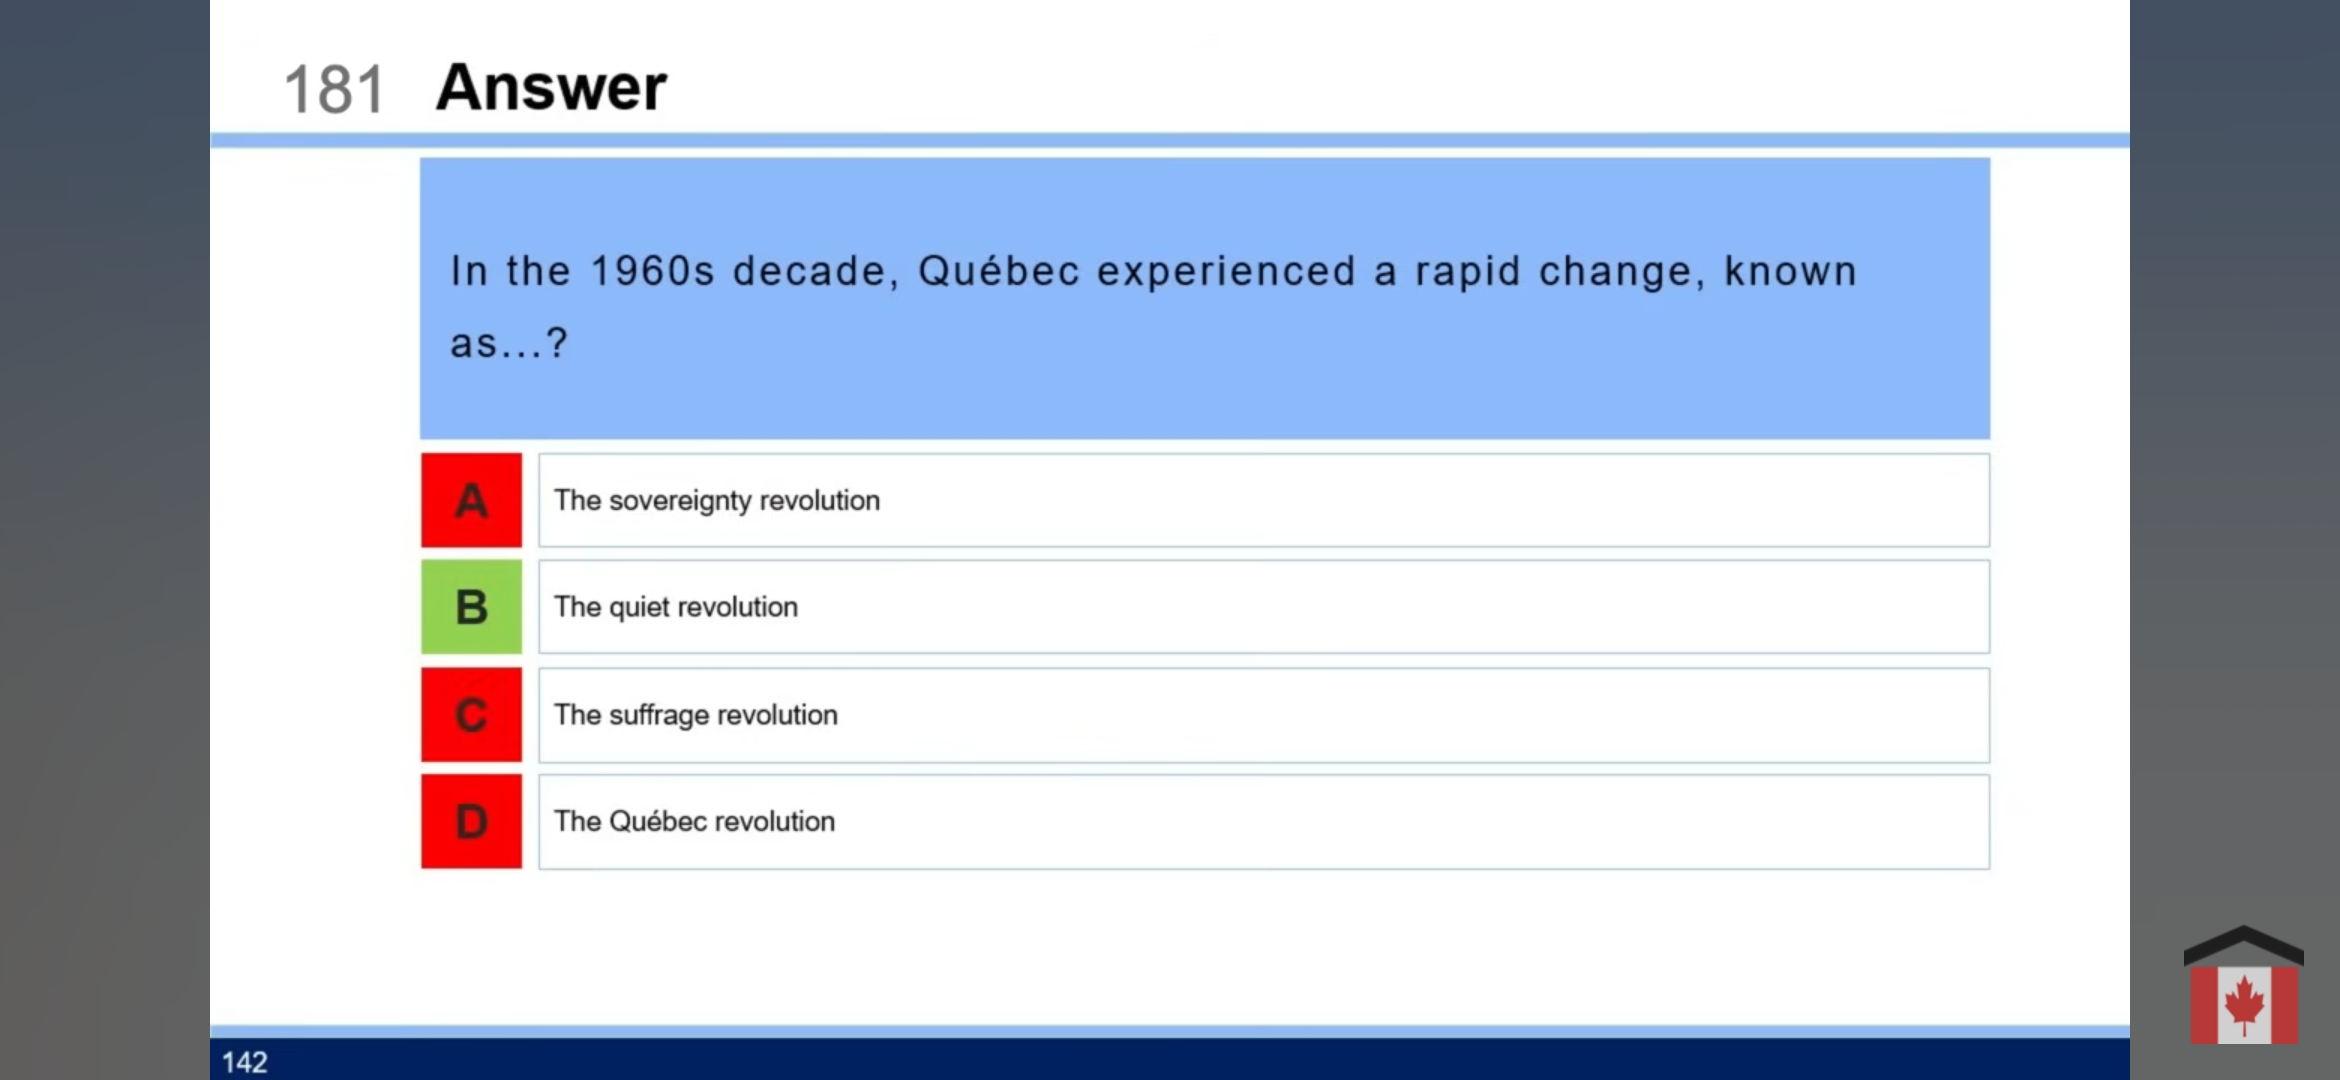 181 Answer
In the 1960s decade, Québec experienced a rapid change, known
as...?
A The sovereignty revolution
B The quiet revolution
C The suffrage revolution
D The Québec revolution
142